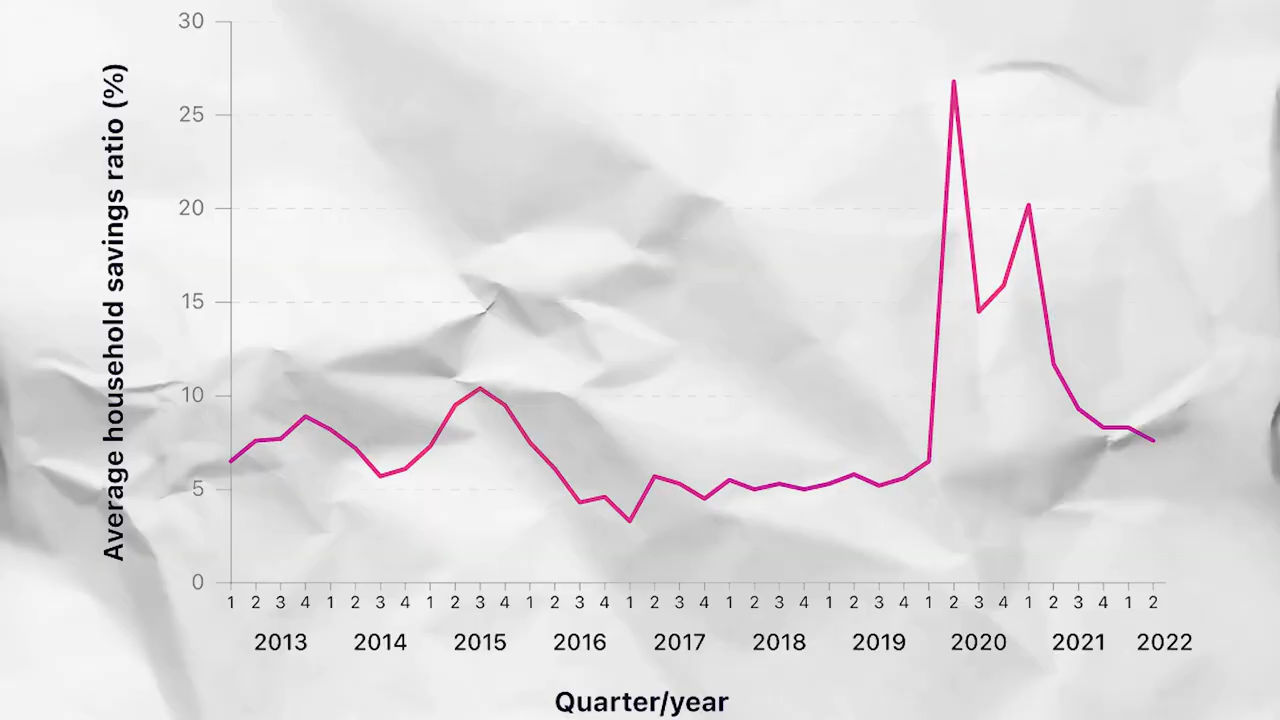 Average household savings ratio (%)
30
25
20
15
10
5
0
1 2 3 4 1 2 3 4 1 2 3 4 1 2 3 4 1 2 3 4 1 2 3 4 1 2 3 4 1 2 3 4 1 2 3 4 1 2
2013 2014 2015 2016 2017 2018 2019 2020 2021 2022
Quarter/year